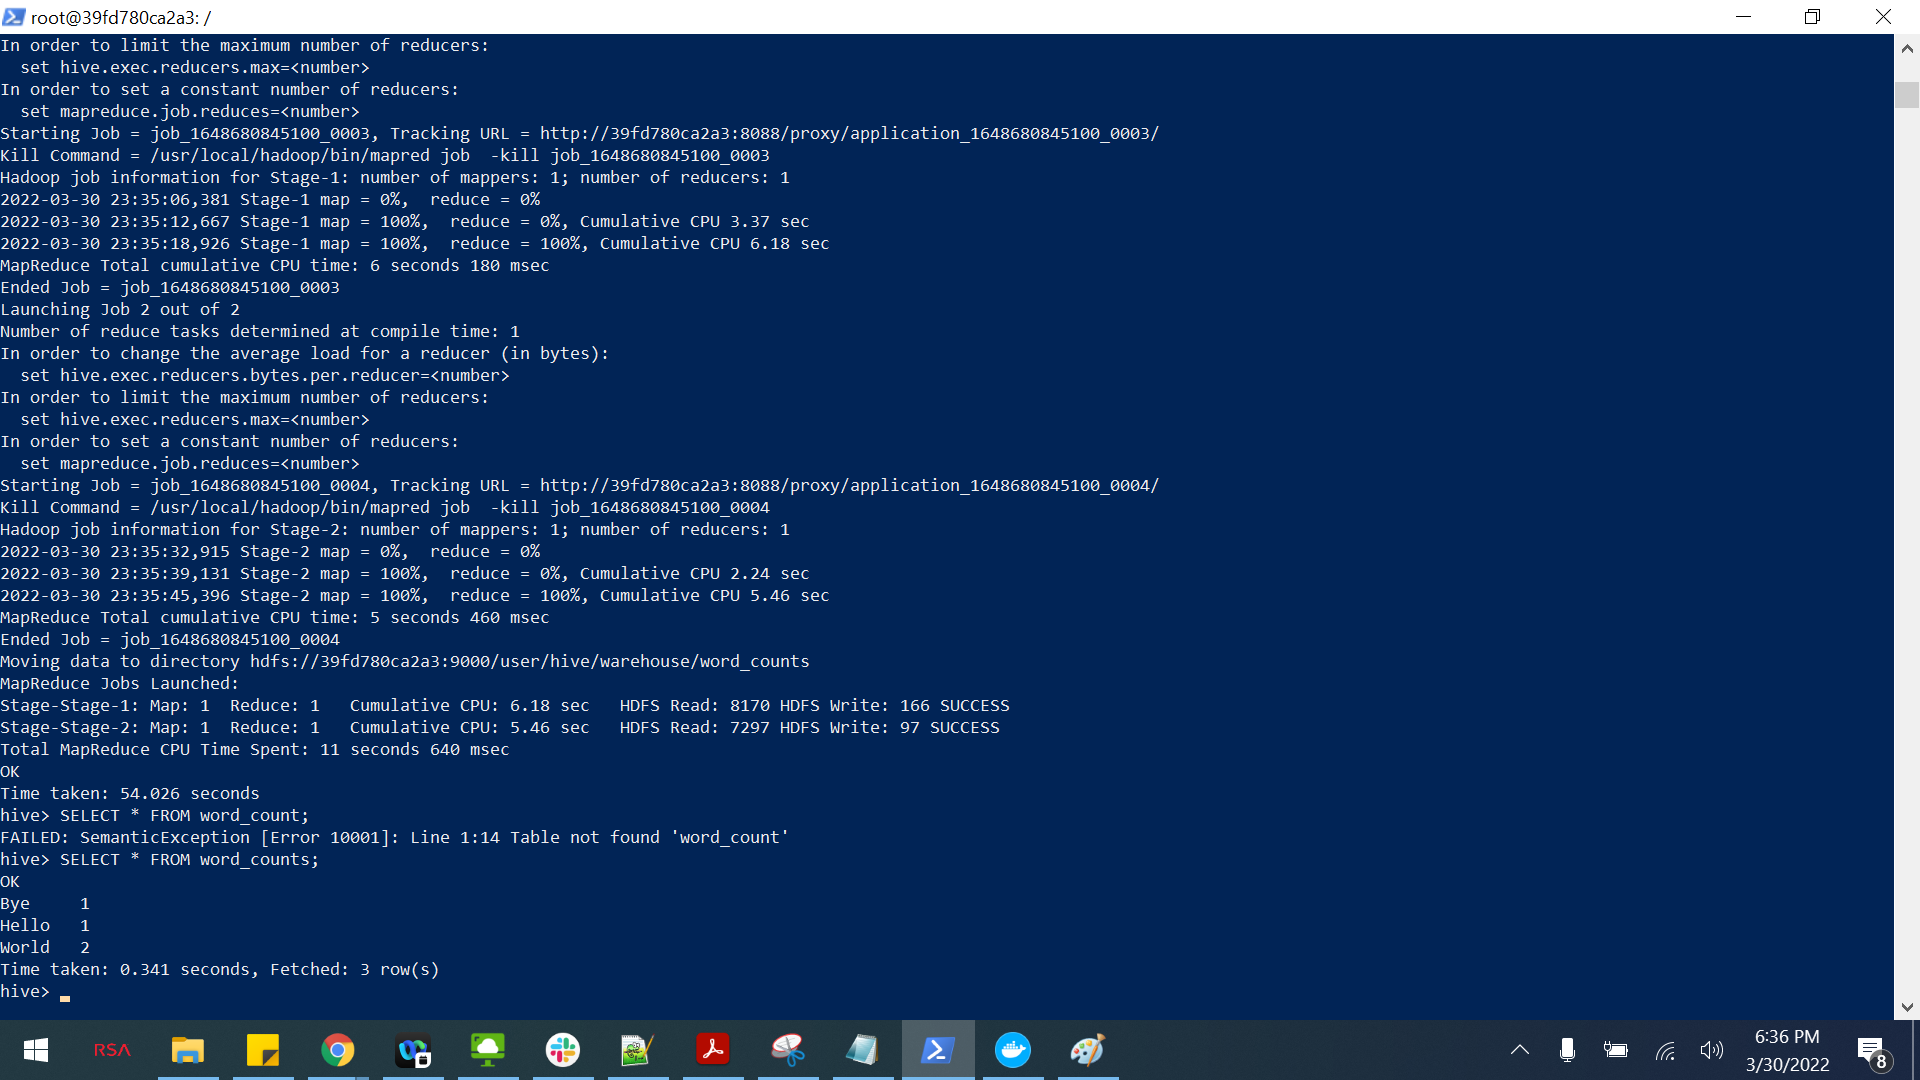 root@39fd780ca2a3: /
In order to limit the maximum number of reducers:
  set hive.exec.reducers.max=<number>
In order to set a constant number of reducers:
  set mapreduce.job.reduces=<number>
Starting Job = job_1648680845100_0003, Tracking URL = http://39fd780ca2a3:8088/proxy/application_1648680845100_0003/
Kill Command = /usr/local/hadoop/bin/mapred job  -kill job_1648680845100_0003
Hadoop job information for Stage-1: number of mappers: 1; number of reducers: 1
2022-03-30 23:35:06,381 Stage-1 map = 0%,  reduce = 0%
2022-03-30 23:35:12,667 Stage-1 map = 100%,  reduce = 0%, Cumulative CPU 3.37 sec
2022-03-30 23:35:18,926 Stage-1 map = 100%,  reduce = 100%, Cumulative CPU 6.18 sec
MapReduce Total cumulative CPU time: 6 seconds 180 msec
Ended Job = job_1648680845100_0003
Launching Job 2 out of 2
Number of reduce tasks determined at compile time: 1
In order to change the average load for a reducer (in bytes):
  set hive.exec.reducers.bytes.per.reducer=<number>
In order to limit the maximum number of reducers:
  set hive.exec.reducers.max=<number>
In order to set a constant number of reducers:
  set mapreduce.job.reduces=<number>
Starting Job = job_1648680845100_0004, Tracking URL = http://39fd780ca2a3:8088/proxy/application_1648680845100_0004/
Kill Command = /usr/local/hadoop/bin/mapred job  -kill job_1648680845100_0004
Hadoop job information for Stage-2: number of mappers: 1; number of reducers: 1
2022-03-30 23:35:32,915 Stage-2 map = 0%,  reduce = 0%
2022-03-30 23:35:39,131 Stage-2 map = 100%,  reduce = 0%, Cumulative CPU 2.24 sec
2022-03-30 23:35:45,396 Stage-2 map = 100%,  reduce = 100%, Cumulative CPU 5.46 sec
MapReduce Total cumulative CPU time: 5 seconds 460 msec
Ended Job = job_1648680845100_0004
Moving data to directory hdfs://39fd780ca2a3:9000/user/hive/warehouse/word_counts
MapReduce Jobs Launched:
Stage-Stage-1: Map: 1  Reduce: 1   Cumulative CPU: 6.18 sec   HDFS Read: 8170 HDFS Write: 166 SUCCESS
Stage-Stage-2: Map: 1  Reduce: 1   Cumulative CPU: 5.46 sec   HDFS Read: 7297 HDFS Write: 97 SUCCESS
Total MapReduce CPU Time Spent: 11 seconds 640 msec
OK
Time taken: 54.026 seconds
hive> SELECT * FROM word_count;
FAILED: SemanticException [Error 10001]: Line 1:14 Table not found 'word_count'
hive> SELECT * FROM word_counts;
OK
Bye     1
Hello   1
World   2
Time taken: 0.341 seconds, Fetched: 3 row(s)
hive>
RSA
6:36 PM
3/30/2022
8